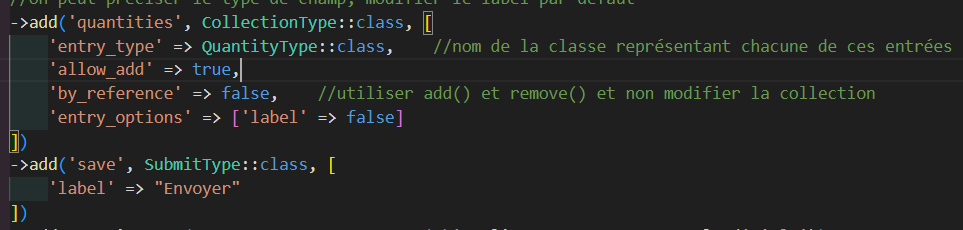 //on peut préciser le type de champ, modifier le label par défaut
->add('quantities', CollectionType::class, [
'entry_type' => QuantityType::class, //nom de la classe représentant chacune de ces entrées
'allow_add' => true,
'by_reference' => false, //utiliser add() et remove() et non modifier la collection
'entry_options' => ['label' => false]
])
->add('save', SubmitType::class, [
'label' => "Envoyer"
])